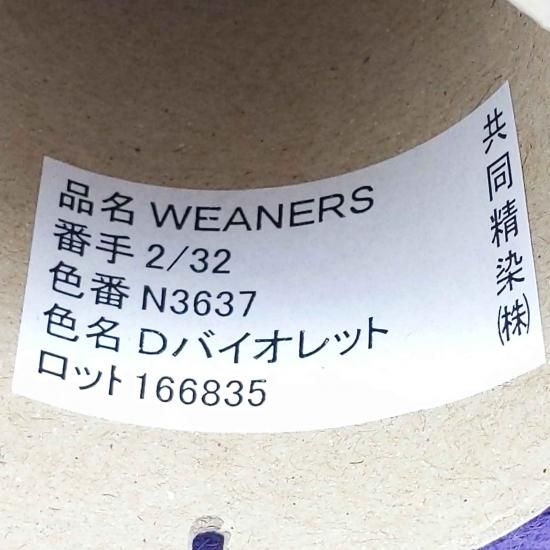 品名 WEANERS
番手 2/32
色番 N3637
色名 Dバイオレット
ロット 166835
共同精染㈱